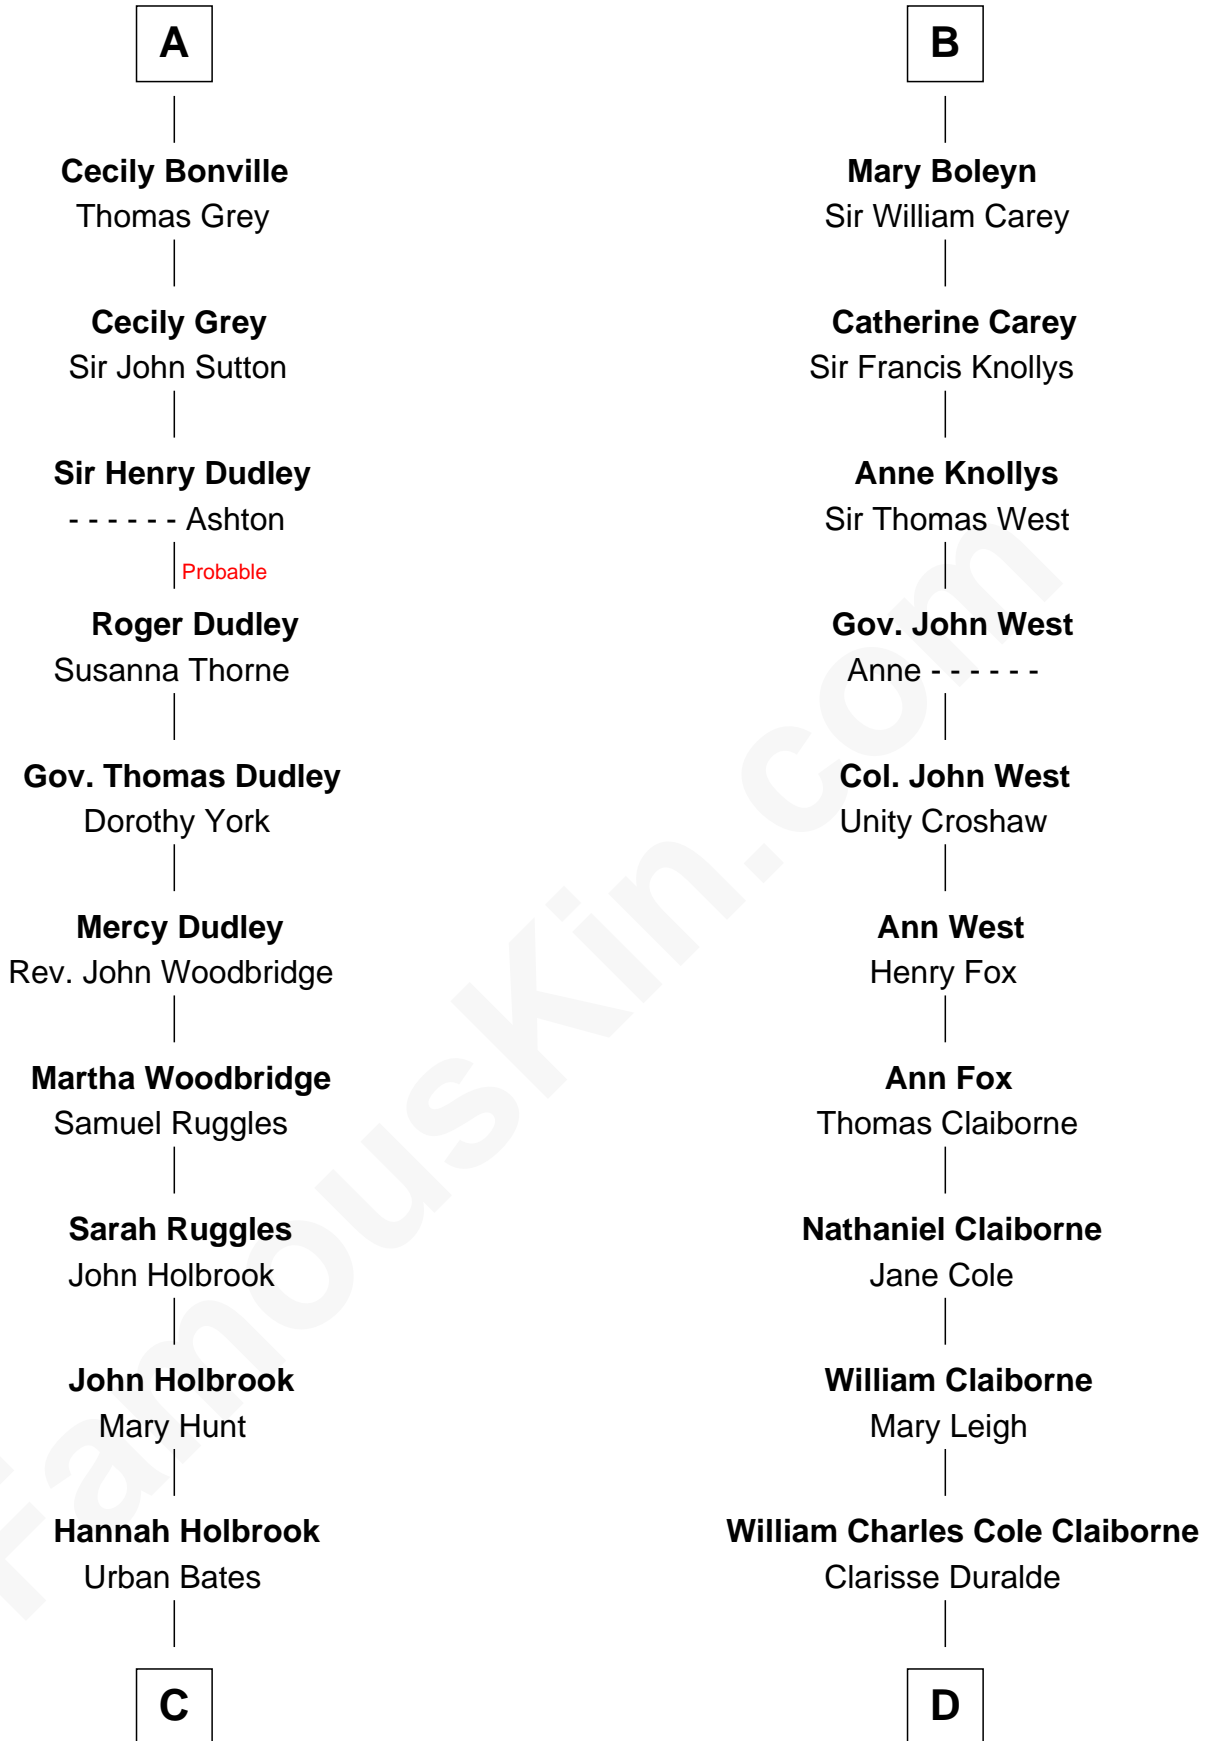 A
Cecily Bonville
Thomas Grey
Cecily Grey
Sir John Sutton
Sir Henry Dudley
- - - - - - Ashton
Probable
Roger Dudley
Susanna Thorne
Gov. Thomas Dudley
Dorothy York
Mercy Dudley
Rev. John Woodbridge
Martha Woodbridge
Samuel Ruggles
Sarah Ruggles
John Holbrook
John Holbrook
Mary Hunt
Hannah Holbrook
Urban Bates
C
B
Mary Boleyn
Sir William Carey
Catherine Carey
Sir Francis Knollys
Anne Knollys
Sir Thomas West
Gov. John West
Anne - - - - - -
Col. John West
Unity Croshaw
Ann West
Henry Fox
Ann Fox
Thomas Claiborne
Nathaniel Claiborne
Jane Cole
William Claiborne
Mary Leigh
William Charles Cole Claiborne
Clarisse Duralde
D
FamousKin.com